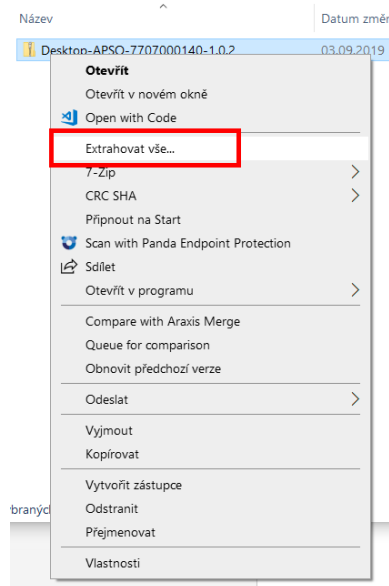 Název Datum změn
Desktop-APSO-7707000140-1.0.2 03.09.2019
Otevřít
Otevřít v novém okně
Open with Code
Extrahovat vše...
7-Zip
CRC SHA
Připnout na Start
Scan with Panda Endpoint Protection
Sdílet
Otevřít v programu
Compare with Araxis Merge
Queue for comparison
Obnovit předchozí verze
Odeslat
Vyjmout
Kopírovat
Vytvořit zástupce
Odstranit
Přejmenovat
Vlastnosti